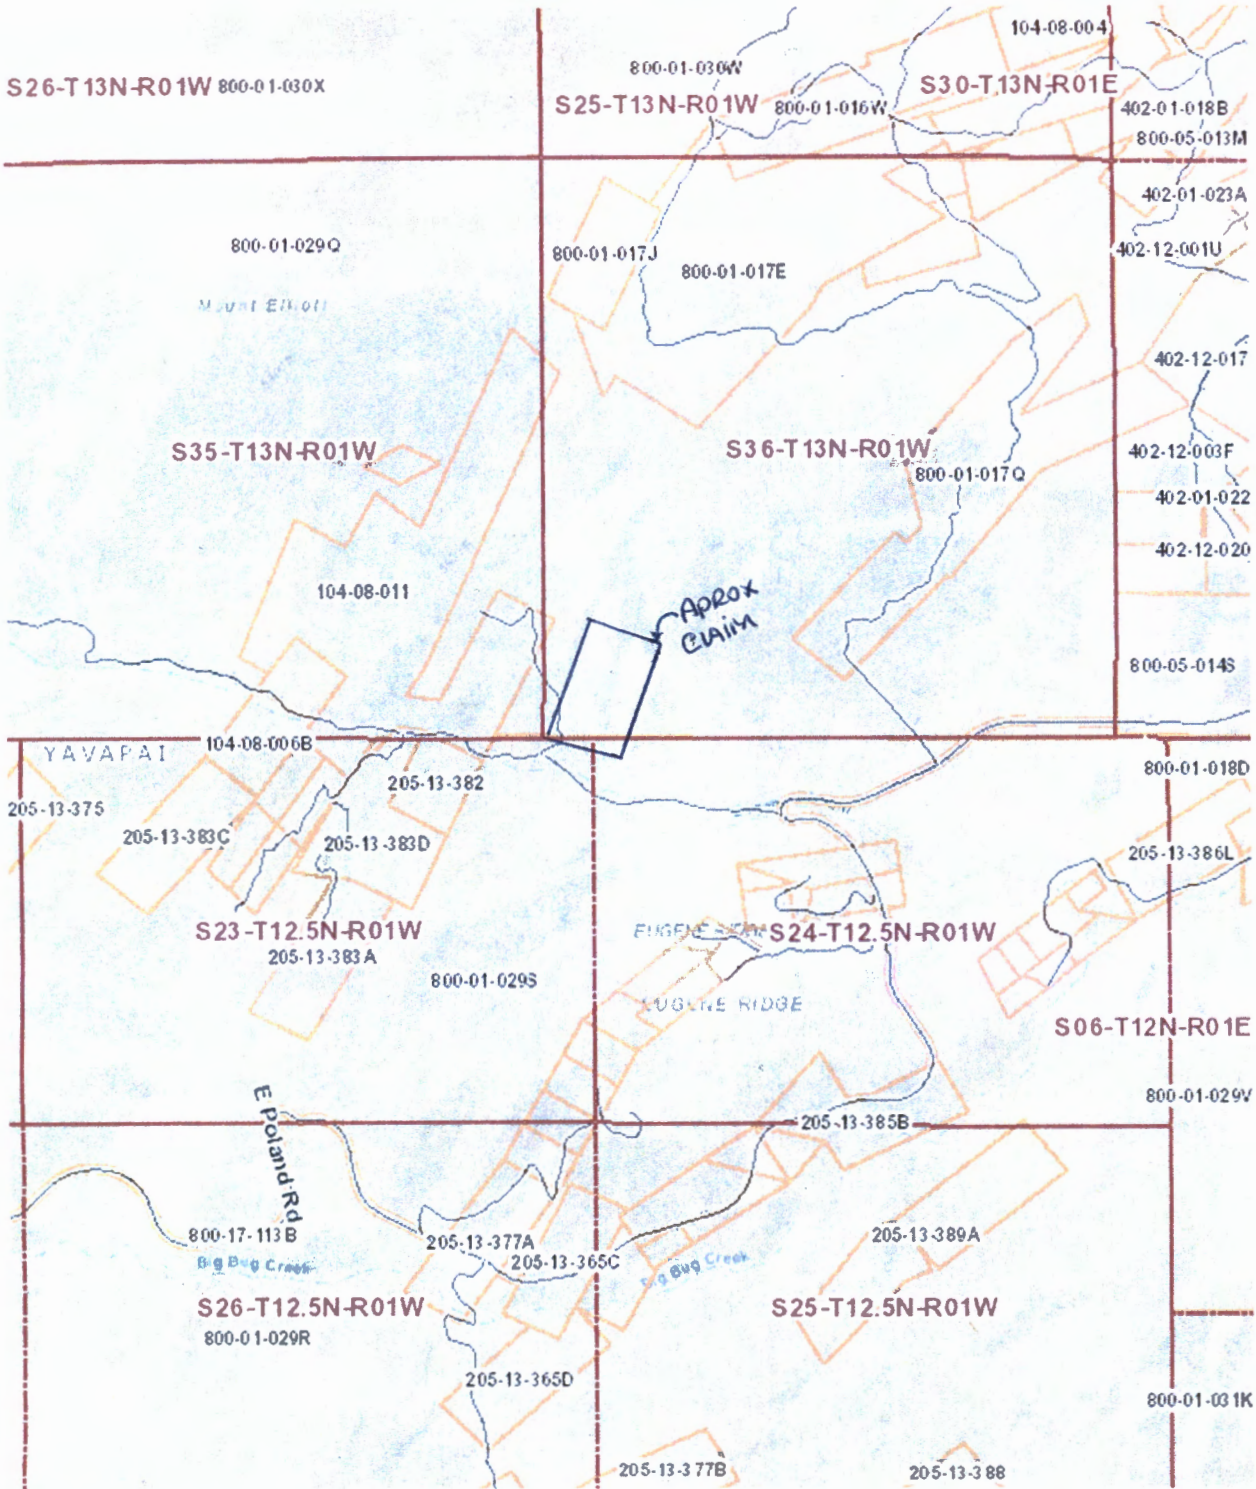 104-08-004
800-01-030W
S26-T13N-R01W 800-01-030X
S30-T13N-R01E
S25-T13N-R01W
800-01-016W
402-01-018B
800-05-013M
402-01-023A
800-01-029Q
800-01-017J
800-01-017E
402-12-001U
Mount Elliott
402-12-017
S35-T13N-R01W
S36-T13N-R01W
402-12-003F
800-01-017Q
402-01-022
402-12-020
104-08-011
APROX
CLAIM
800-05-014S
YAVAPAI
104-08-006B
800-01-018D
205-13-382
205-13-375
205-13-383C
205-13-383D
205-13-386L
S23-T12.5N-R01W
EUGENE
S24-T12.5N-R01W
205-13-383A
800-01-029S
EUGENE RIDGE
S06-T12N-R01E
E Poland Rd
800-01-029V
205-13-385B
800-17-113B
205-13-377A
205-13-389A
Big Bug Creek
205-13-365C
Big Bug Creek
S26-T12.5N-R01W
S25-T12.5N-R01W
800-01-029R
205-13-365D
800-01-031K
205-13-377B
205-13-388